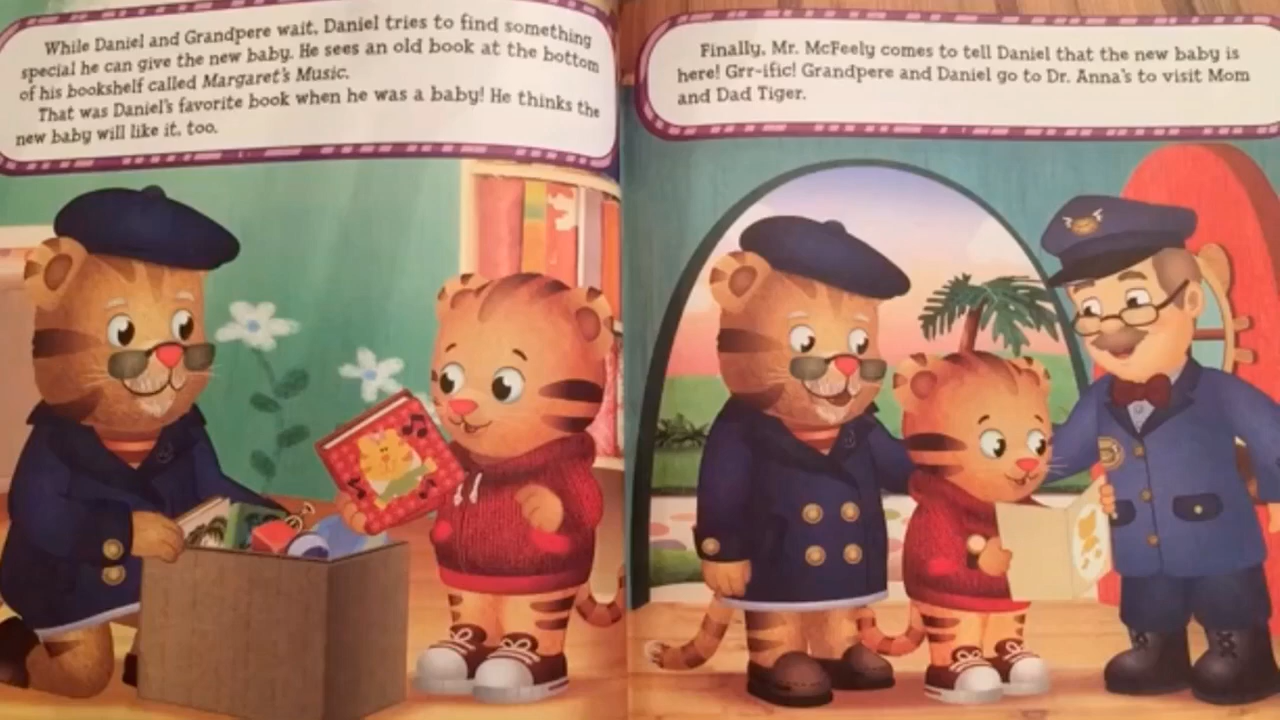 While Daniel and Grandpere wait, Daniel tries to find something
special he can give the new baby. He sees an old book at the bottom
of his bookshelf called Margaret's Music.
That was Daniel's favorite book when he was a baby! He thinks the
new baby will like it, too.
Finally, Mr. McFeely comes to tell Daniel that the new baby is
here! Grr-ific! Grandpere and Daniel go to Dr. Anna's to visit Mom
and Dad Tiger.